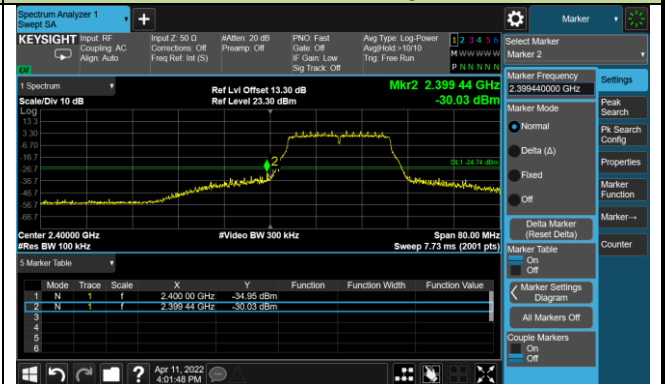 Spectrum Analyzer 1
Swept SA
+
Marker
KEYSIGHT Input: RF Input Z: 50 Ω #Atten: 20 dB PNO: Fast Avg Type: Log-Power 1 2 3 4 5 6
Coupling: AC Corrections: Off Preamp: Off Gate: Off Avg|Hold:>10/10 M W W W W W
Align: Auto Freq Ref: Int (S) IF Gain: Low Trig: Free Run
Sig Track: Off P N N N N N
Select Marker
Marker 2
1 Spectrum
Scale/Div 10 dB
Log
Ref Lvl Offset 13.30 dB
Ref Level 23.30 dBm
Mkr2 2.399 44 GHz
-30.03 dBm
13.3
3.30
-6.70
-16.7
-26.7
-36.7
-46.7
-56.7
-66.7
2
DL1 -24.74 dBm
Center 2.40000 GHz #Video BW 300 kHz Span 80.00 MHz
#Res BW 100 kHz Sweep 7.73 ms (2001 pts)
5 Marker Table
Mode Trace Scale X Y Function Function Width Function Value
1 N 1 f 2.400 00 GHz -34.95 dBm
2 N 1 f 2.399 44 GHz -30.03 dBm
3
4
5
6
Marker Frequency
2.399440000 GHz
Marker Mode
Normal
Delta (Δ)
Fixed
Off
Delta Marker
(Reset Delta)
Marker Table
On
Off
Marker Settings
Diagram
All Markers Off
Couple Markers
On
Off
Settings
Peak
Search
Pk Search
Config
Properties
Marker
Function
Marker→
Counter
? Apr 11, 2022
4:01:48 PM